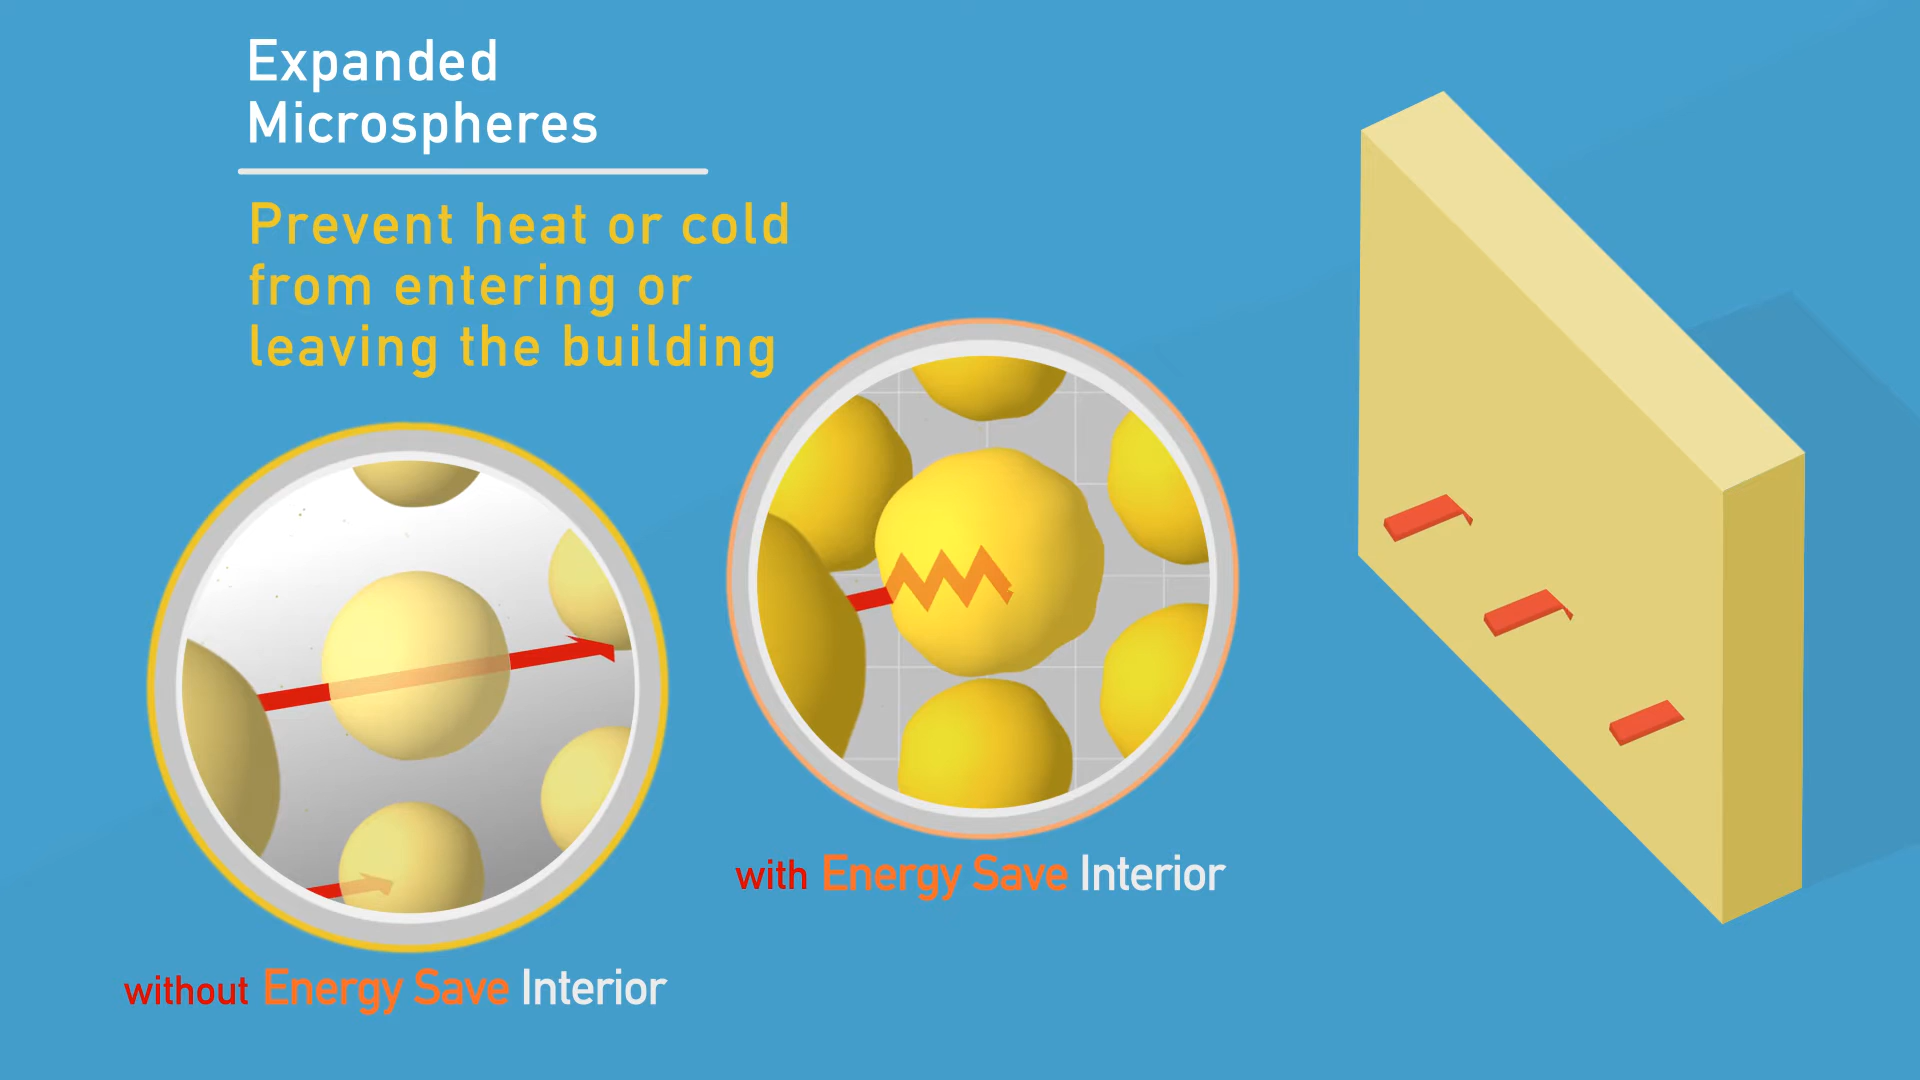 Expanded
Microspheres
Prevent heat or cold
from entering or
leaving the building
with Energy Save Interior
without Energy Save Interior